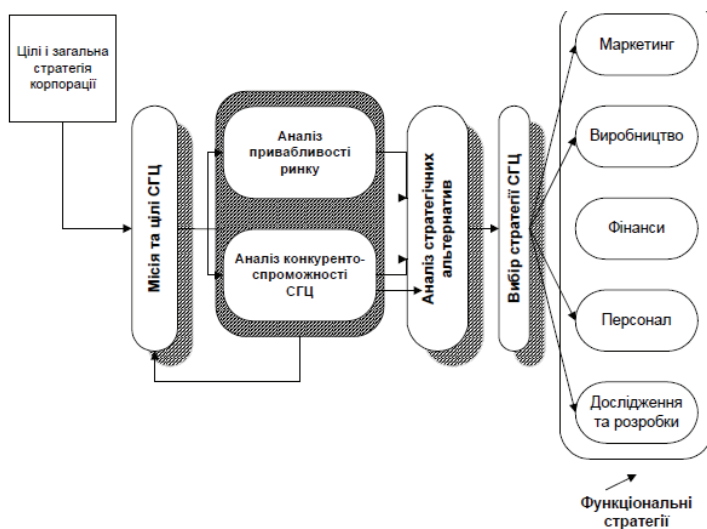 Цілі і загальна
стратегія
корпорації
Місія та цілі СГЦ
Аналіз
привабливості
ринку
Аналіз конкуренто-
спроможності
СГЦ
Аналіз стратегічних
альтернатив
Вибір стратегії СГЦ
Маркетинг
Виробництво
Фінанси
Персонал
Дослідження
та розробки
Функціональні
стратегії